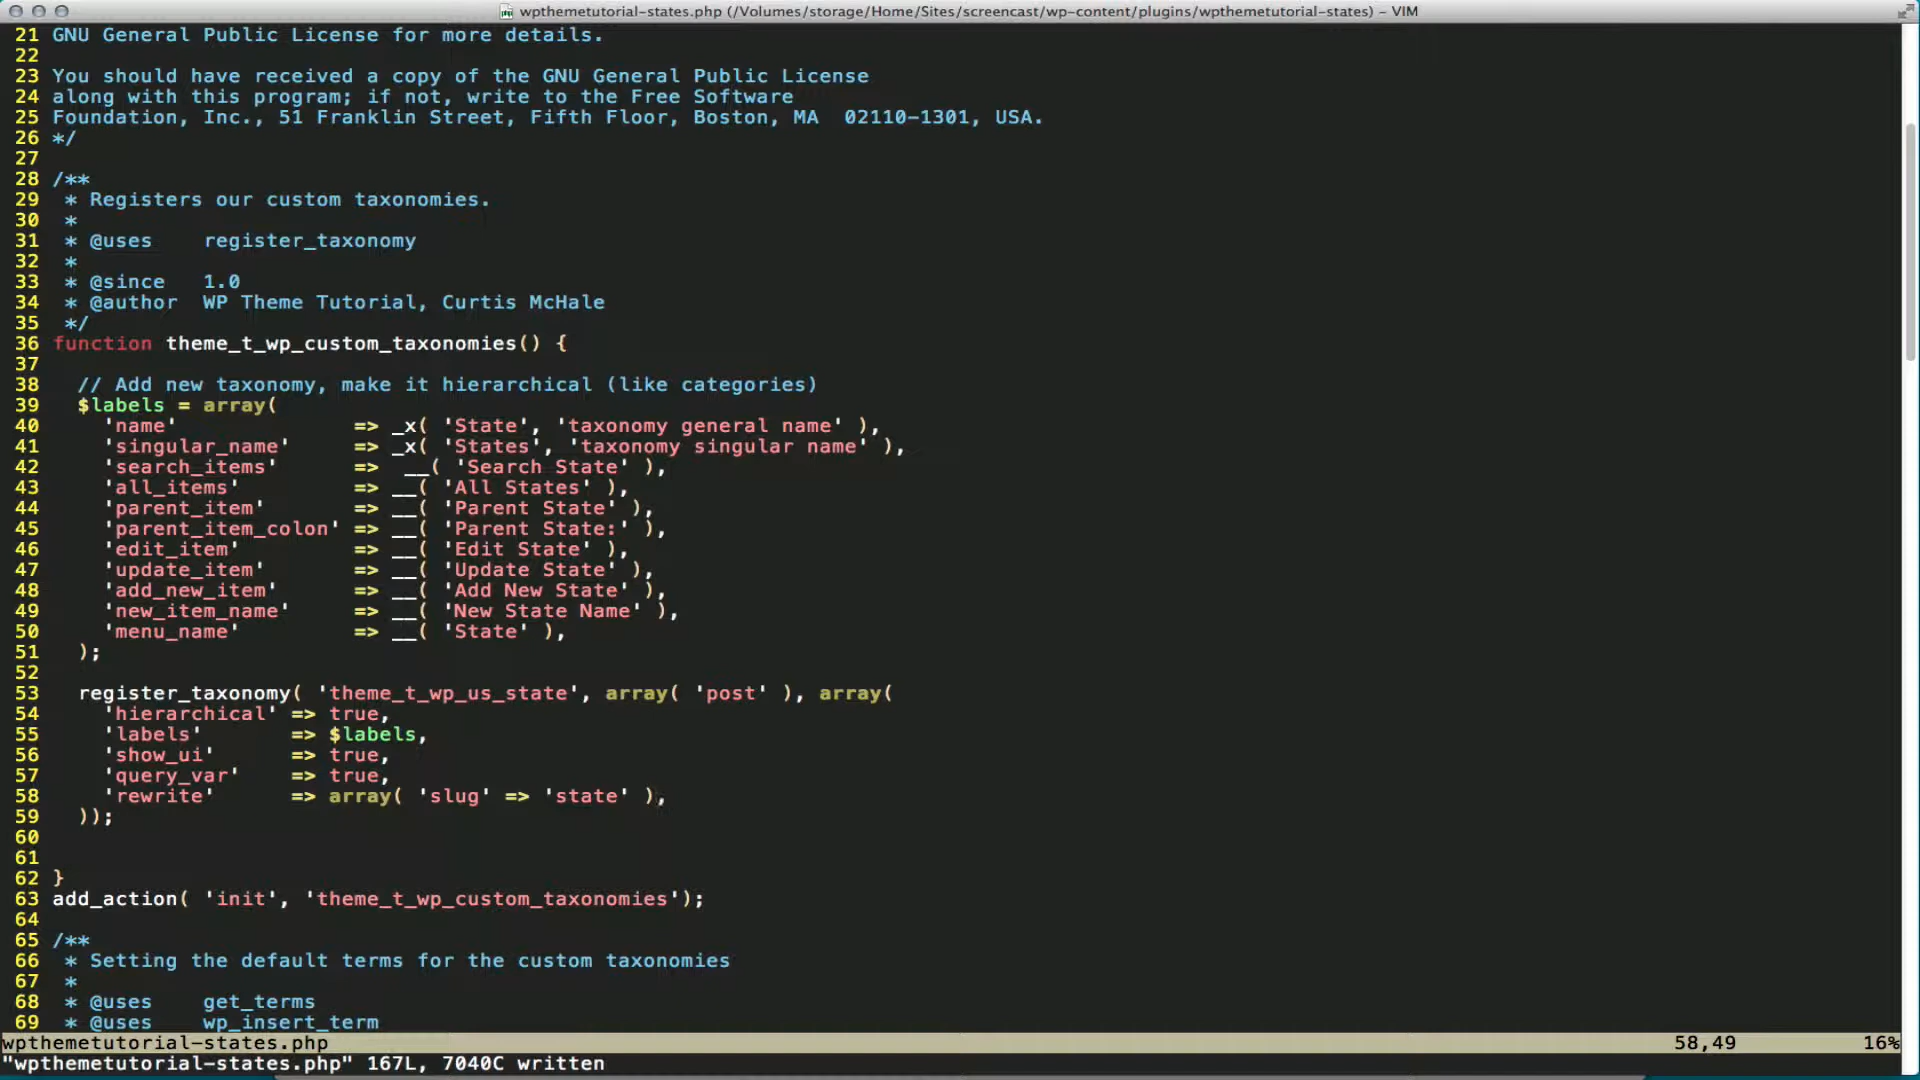 wpthemetutorial-states.php (/Volumes/storage/Home/Sites/screencast/wp-content/plugins/wpthemetutorial-states) - VIM
21 GNU General Public License for more details.
22
23 You should have received a copy of the GNU General Public License
24 along with this program; if not, write to the Free Software
25 Foundation, Inc., 51 Franklin Street, Fifth Floor, Boston, MA  02110-1301, USA.
26 */
27
28 /**
29  * Registers our custom taxonomies.
30  *
31  * @uses    register_taxonomy
32  *
33  * @since   1.0
34  * @author  WP Theme Tutorial, Curtis McHale
35  */
36 function theme_t_wp_custom_taxonomies() {
37
38   // Add new taxonomy, make it hierarchical (like categories)
39   $labels = array(
40     'name'              => _x( 'State', 'taxonomy general name' ),
41     'singular_name'     => _x( 'States', 'taxonomy singular name' ),
42     'search_items'      =>  __( 'Search State' ),
43     'all_items'         => __( 'All States' ),
44     'parent_item'       => __( 'Parent State' ),
45     'parent_item_colon' => __( 'Parent State:' ),
46     'edit_item'         => __( 'Edit State' ),
47     'update_item'       => __( 'Update State' ),
48     'add_new_item'      => __( 'Add New State' ),
49     'new_item_name'     => __( 'New State Name' ),
50     'menu_name'         => __( 'State' ),
51   );
52
53   register_taxonomy( 'theme_t_wp_us_state', array( 'post' ), array(
54     'hierarchical' => true,
55     'labels'       => $labels,
56     'show_ui'      => true,
57     'query_var'    => true,
58     'rewrite'      => array( 'slug' => 'state' ),
59   ));
60
61
62 }
63 add_action( 'init', 'theme_t_wp_custom_taxonomies');
64
65 /**
66  * Setting the default terms for the custom taxonomies
67  *
68  * @uses    get_terms
69  * @uses    wp_insert_term
wpthemetutorial-states.php 58,49 16%
"wpthemetutorial-states.php" 167L, 7040C written